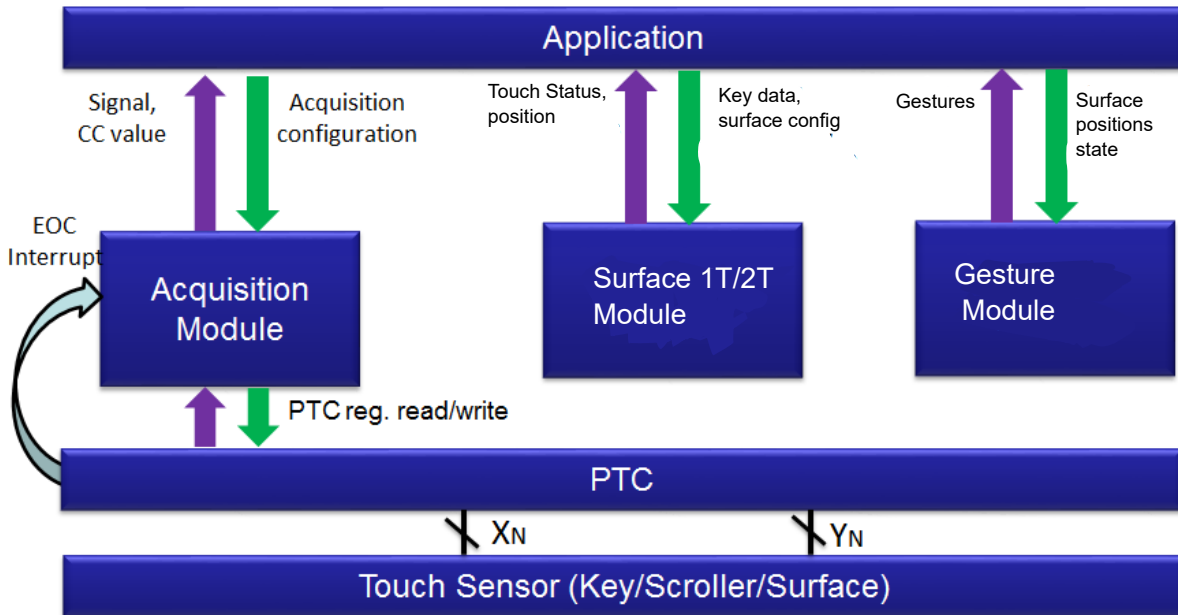 Application
Signal,
CC value
Acquisition
configuration
Touch Status,
position
Key data,
surface config
Gestures
Surface
positions
state
EOC
Interrupt
Acquisition
Module
Surface 1T/2T
Module
Gesture
Module
PTC reg. read/write
PTC
XN
YN
Touch Sensor (Key/Scroller/Surface)